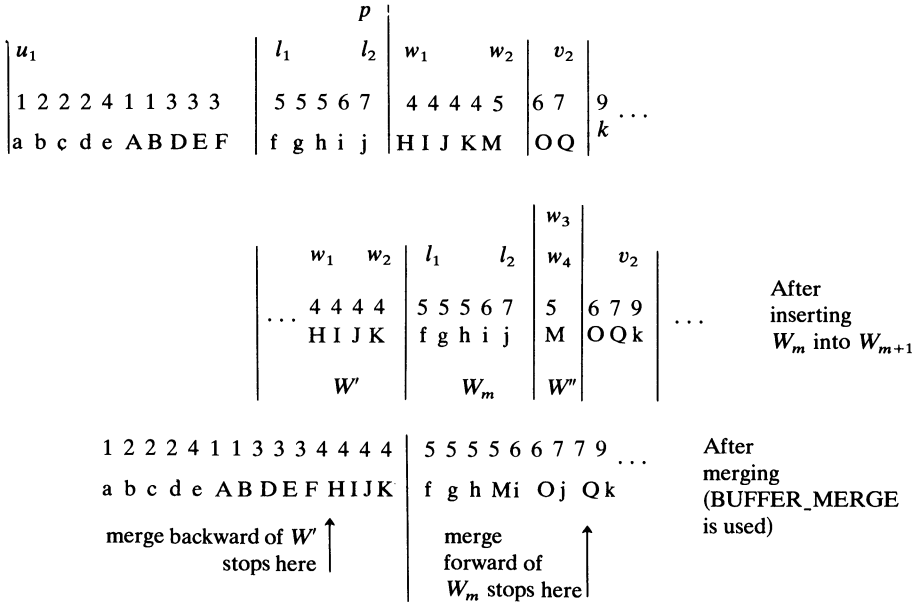 p
u₁ l₁ l₂ w₁ w₂ v₂
1 2 2 2 4 1 1 3 3 3 5 5 5 6 7 4 4 4 4 5 6 7 9 ...
a b c d e A B D E F f g h i j H I J K M O Q k
w₃
w₁ w₂ l₁ l₂ w₄ v₂
... 4 4 4 4 5 5 5 6 7 5 6 7 9 ...
H I J K f g h i j M O Q k
W′ Wₘ W″
After
inserting
Wₘ into Wₘ₊₁
1 2 2 2 4 1 1 3 3 3 4 4 4 4 5 5 5 5 6 6 7 7 9 ...
a b c d e A B D E F H I J K f g h M i O j Q k
After
merging
(BUFFER_MERGE
is used)
merge backward of W′
stops here
merge
forward of
Wₘ stops here